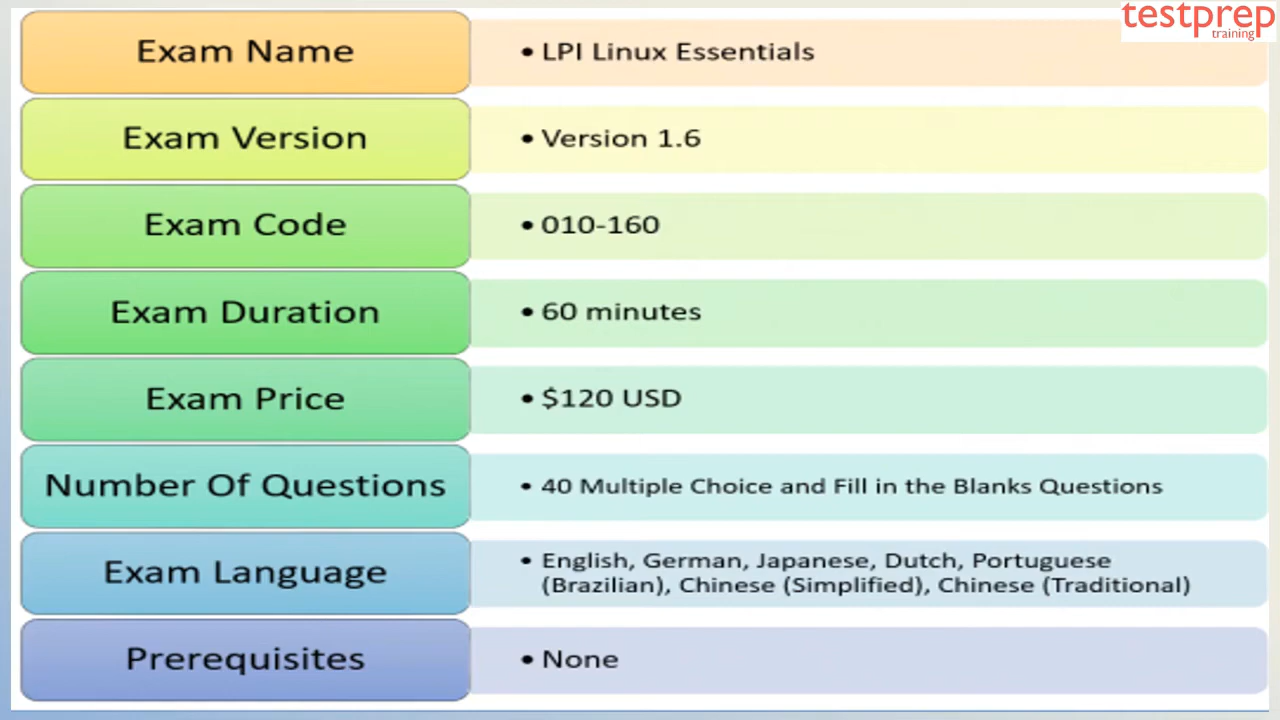 testprep
training
Exam Name
• LPI Linux Essentials
Exam Version
• Version 1.6
Exam Code
• 010-160
Exam Duration
• 60 minutes
Exam Price
• $120 USD
Number Of Questions
• 40 Multiple Choice and Fill in the Blanks Questions
Exam Language
• English, German, Japanese, Dutch, Portuguese
(Brazilian), Chinese (Simplified), Chinese (Traditional)
Prerequisites
• None